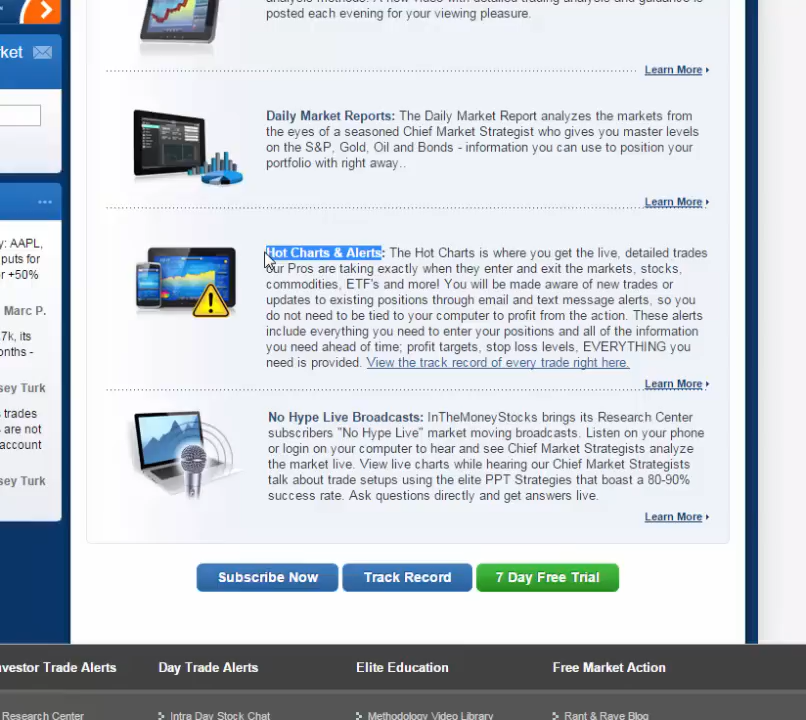 analysis methods. A new video with detailed trading analysis and guidance is
posted each evening for your viewing pleasure.
Learn More
rket
Daily Market Reports: The Daily Market Report analyzes the markets from
the eyes of a seasoned Chief Market Strategist who gives you master levels
on the S&P, Gold, Oil and Bonds - information you can use to position your
portfolio with right away..
Learn More
...
y: AAPL,
puts for
r +50%
Marc P.
7k, its
onths -
sey Turk
trades
s are not
account
sey Turk
Hot Charts & Alerts: The Hot Charts is where you get the live, detailed trades
our Pros are taking exactly when they enter and exit the markets, stocks,
commodities, ETF's and more! You will be made aware of new trades or
updates to existing positions through email and text message alerts, so you
do not need to be tied to your computer to profit from the action. These alerts
include everything you need to enter your positions and all of the information
you need ahead of time; profit targets, stop loss levels, EVERYTHING you
need is provided. View the track record of every trade right here.
Learn More
No Hype Live Broadcasts: InTheMoneyStocks brings its Research Center
subscribers "No Hype Live" market moving broadcasts. Listen on your phone
or login on your computer to hear and see Chief Market Strategists analyze
the market live. View live charts while hearing our Chief Market Strategists
talk about trade setups using the elite PPT Strategies that boast a 80-90%
success rate. Ask questions directly and get answers live.
Learn More
Subscribe Now Track Record 7 Day Free Trial
nvestor Trade Alerts Day Trade Alerts Elite Education Free Market Action
Research Center Intra Day Stock Chat Methodology Video Library Rant & Rave Blog